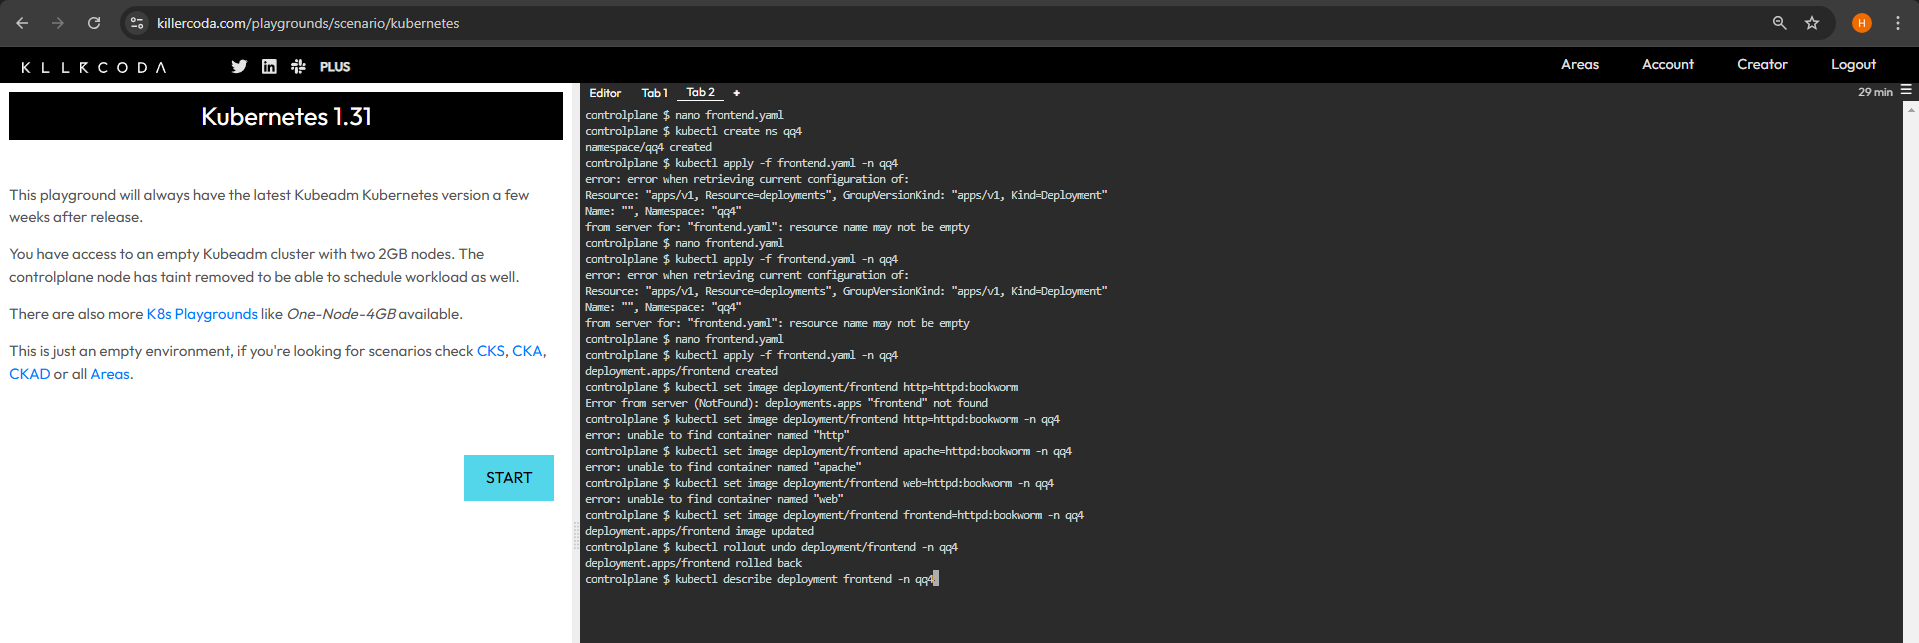 killercoda.com/playgrounds/scenario/kubernetes
H
KLLRCODA
PLUS
Areas
Account
Creator
Logout
Kubernetes 1.31
This playground will always have the latest Kubeadm Kubernetes version a few
weeks after release.
You have access to an empty Kubeadm cluster with two 2GB nodes. The
controlplane node has taint removed to be able to schedule workload as well.
There are also more K8s Playgrounds like One-Node-4GB available.
This is just an empty environment, if you're looking for scenarios check CKS, CKA,
CKAD or all Areas.
START
Editor
Tab 1
Tab 2
+
29 min
controlplane $ nano frontend.yaml
controlplane $ kubectl create ns qq4
namespace/qq4 created
controlplane $ kubectl apply -f frontend.yaml -n qq4
error: error when retrieving current configuration of:
Resource: "apps/v1, Resource=deployments", GroupVersionKind: "apps/v1, Kind=Deployment"
Name: "", Namespace: "qq4"
from server for: "frontend.yaml": resource name may not be empty
controlplane $ nano frontend.yaml
controlplane $ kubectl apply -f frontend.yaml -n qq4
error: error when retrieving current configuration of:
Resource: "apps/v1, Resource=deployments", GroupVersionKind: "apps/v1, Kind=Deployment"
Name: "", Namespace: "qq4"
from server for: "frontend.yaml": resource name may not be empty
controlplane $ nano frontend.yaml
controlplane $ kubectl apply -f frontend.yaml -n qq4
deployment.apps/frontend created
controlplane $ kubectl set image deployment/frontend http=httpd:bookworm
Error from server (NotFound): deployments.apps "frontend" not found
controlplane $ kubectl set image deployment/frontend http=httpd:bookworm -n qq4
error: unable to find container named "http"
controlplane $ kubectl set image deployment/frontend apache=httpd:bookworm -n qq4
error: unable to find container named "apache"
controlplane $ kubectl set image deployment/frontend web=httpd:bookworm -n qq4
error: unable to find container named "web"
controlplane $ kubectl set image deployment/frontend frontend=httpd:bookworm -n qq4
deployment.apps/frontend image updated
controlplane $ kubectl rollout undo deployment/frontend -n qq4
deployment.apps/frontend rolled back
controlplane $ kubectl describe deployment frontend -n qq4